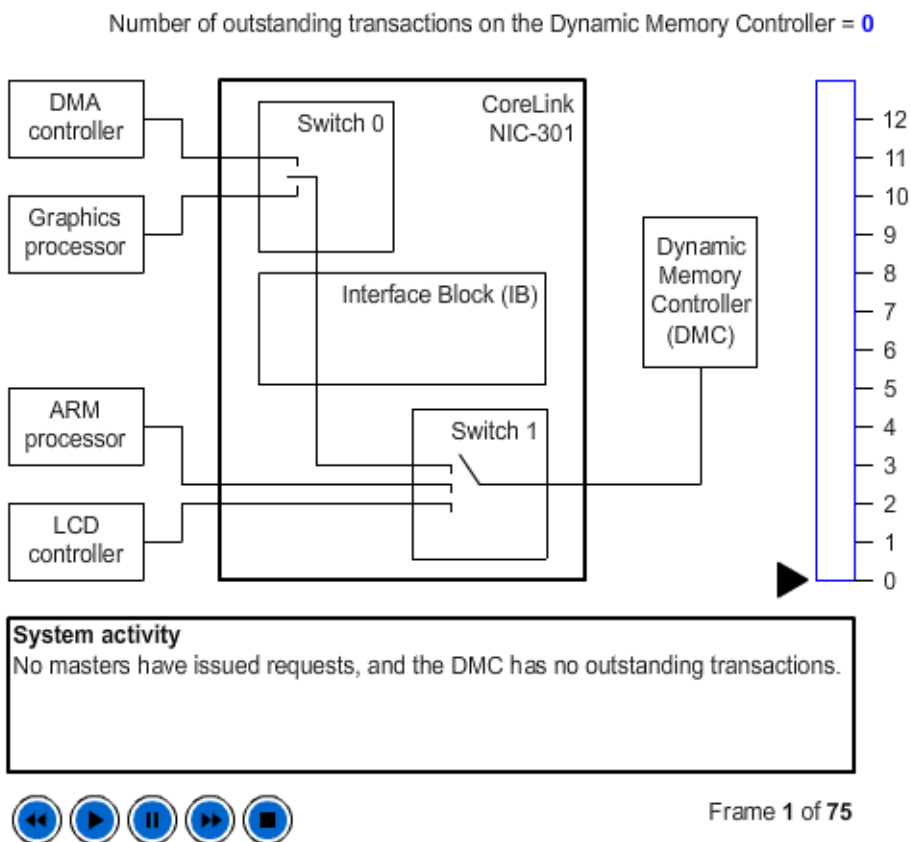 Number of outstanding transactions on the Dynamic Memory Controller = 0
DMA
controller
Graphics
processor
ARM
processor
LCD
controller
Switch 0
CoreLink
NIC-301
Interface Block (IB)
Switch 1
Dynamic
Memory
Controller
(DMC)
12
11
10
9
8
7
6
5
4
3
2
1
0
System activity
No masters have issued requests, and the DMC has no outstanding transactions.
Frame 1 of 75